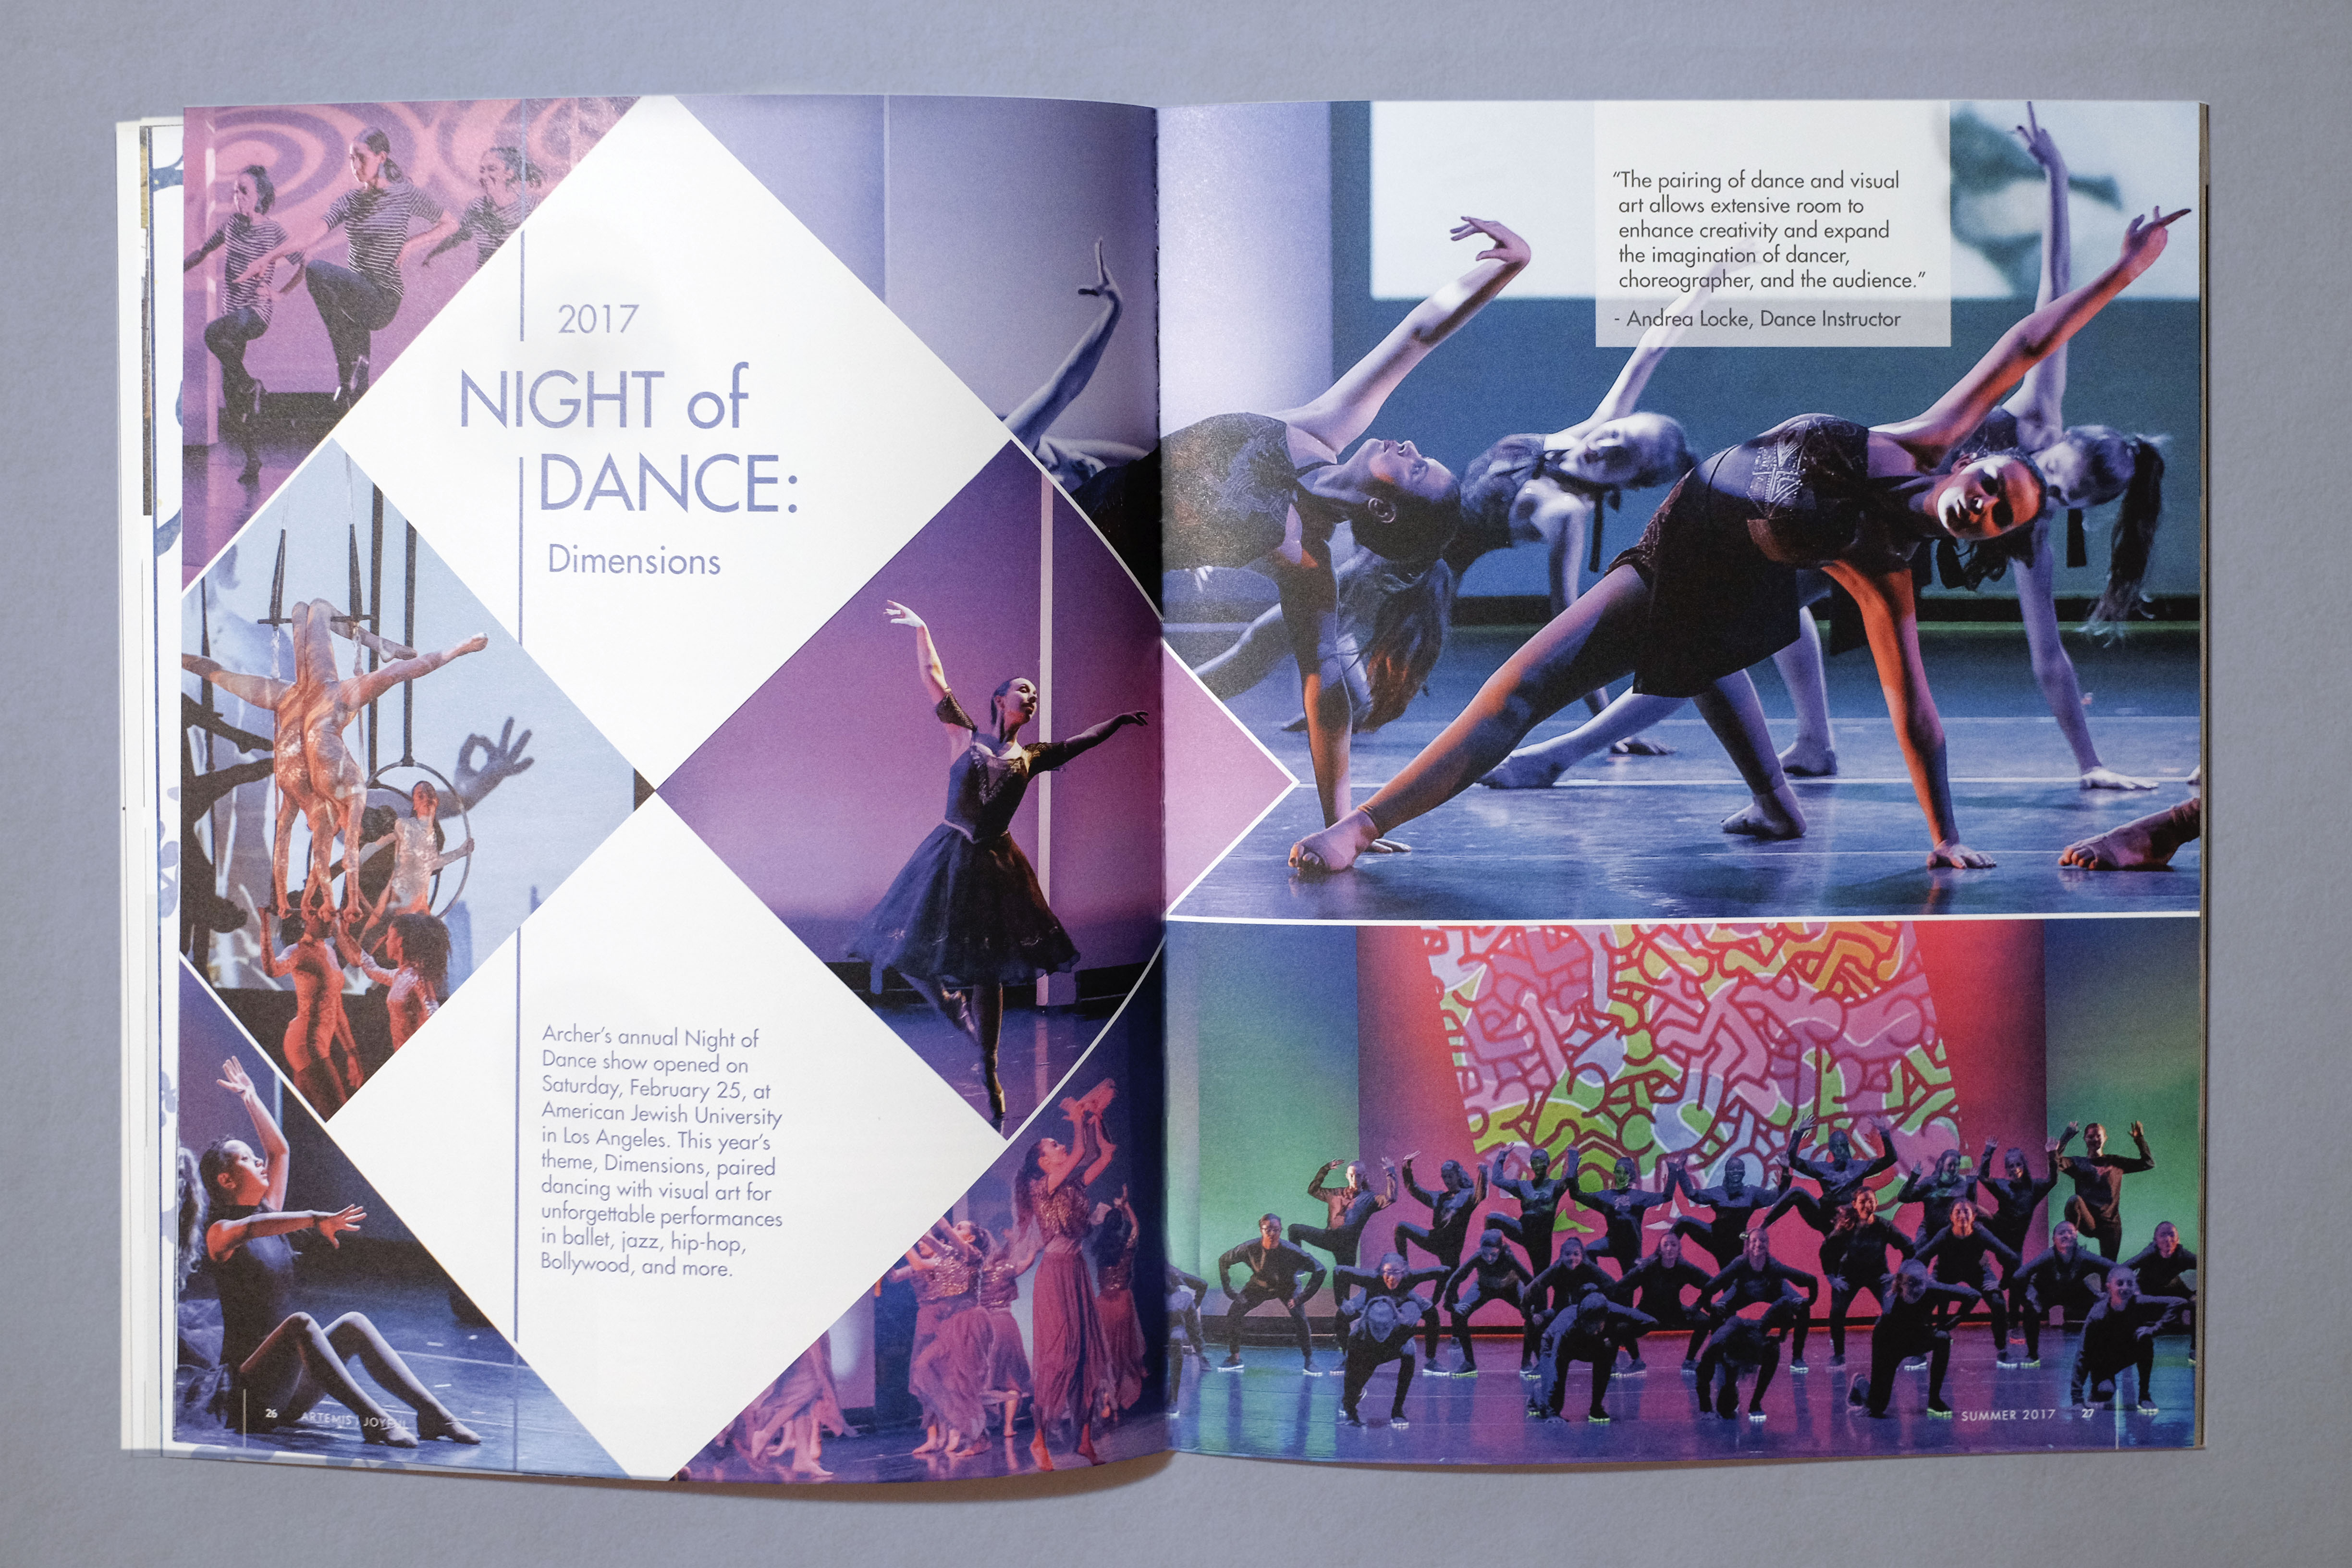 2017
NIGHT of
DANCE:
Dimensions
Archer's annual Night of
Dance show opened on
Saturday, February 25, at
American Jewish University
in Los Angeles. This year's
theme, Dimensions, paired
dancing with visual art for
unforgettable performances
in ballet, jazz, hip-hop,
Bollywood, and more.
26 ARTEMIS |
“The pairing of dance and visual
art allows extensive room to
enhance creativity and expand
the imagination of dancer,
choreographer, and the audience.”
- Andrea Locke, Dance Instructor
SUMMER 2017 27